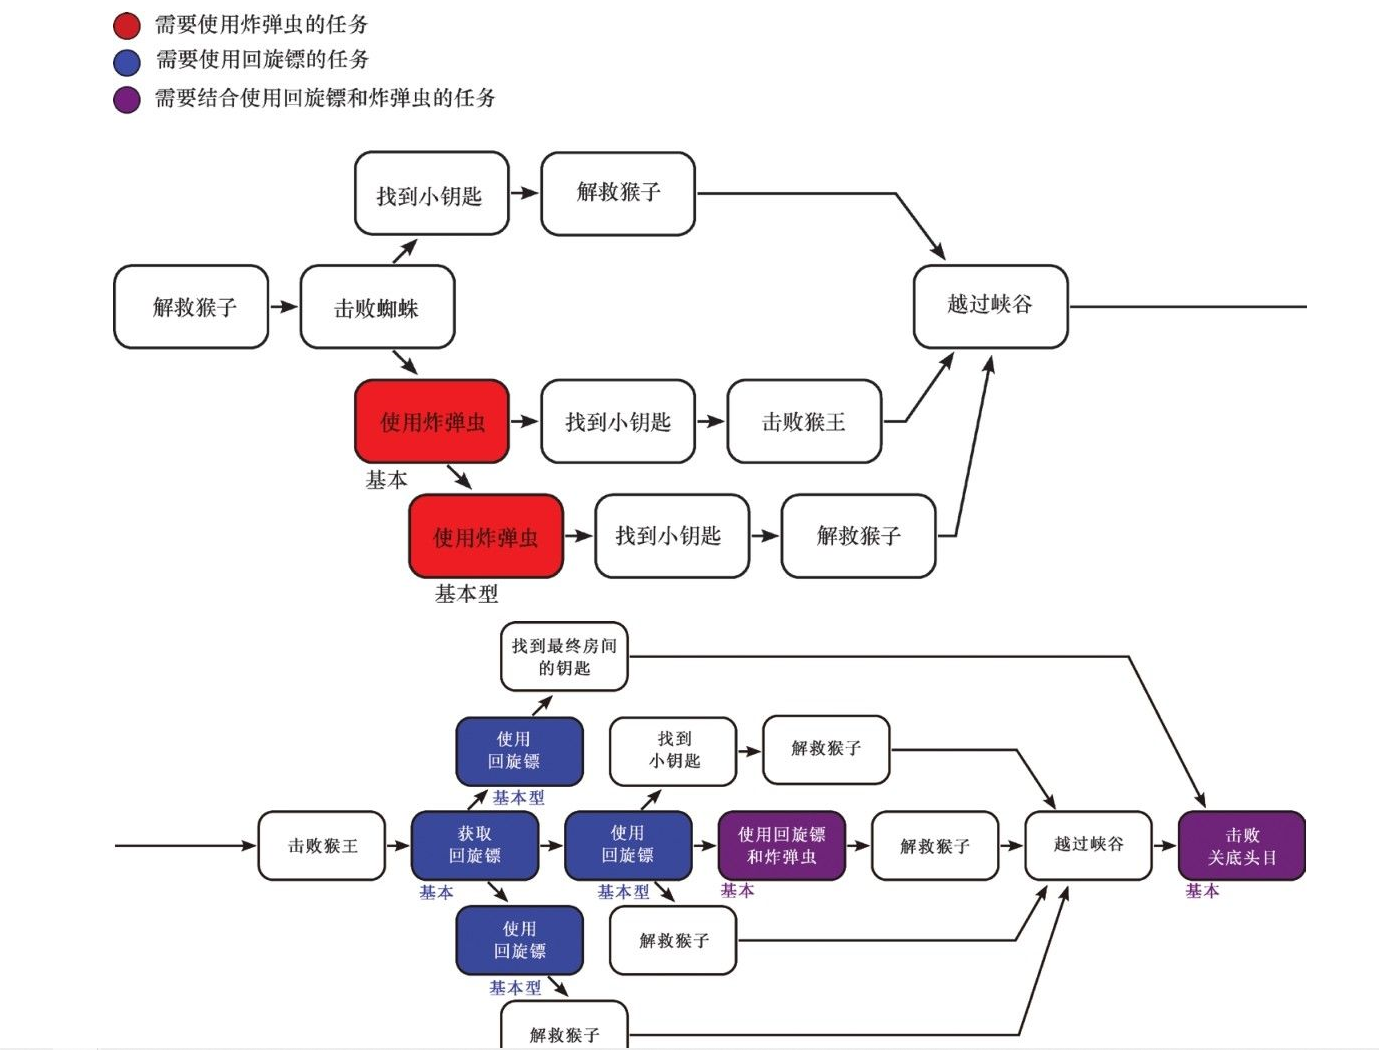 需要使用炸弹虫的任务
需要使用回旋镖的任务
需要结合使用回旋镖和炸弹虫的任务
找到小钥匙
解救猴子
解救猴子
击败蜘蛛
越过峡谷
使用炸弹虫
找到小钥匙
击败猴王
基本
使用炸弹虫
找到小钥匙
解救猴子
基本型
找到最终房间
的钥匙
使用
回旋镖
基本型
找到
小钥匙
解救猴子
击败猴王
获取
回旋镖
基本
使用
回旋镖
基本型
使用回旋镖
和炸弹虫
基本
解救猴子
越过峡谷
击败
关底头目
基本
使用
回旋镖
基本型
解救猴子
解救猴子